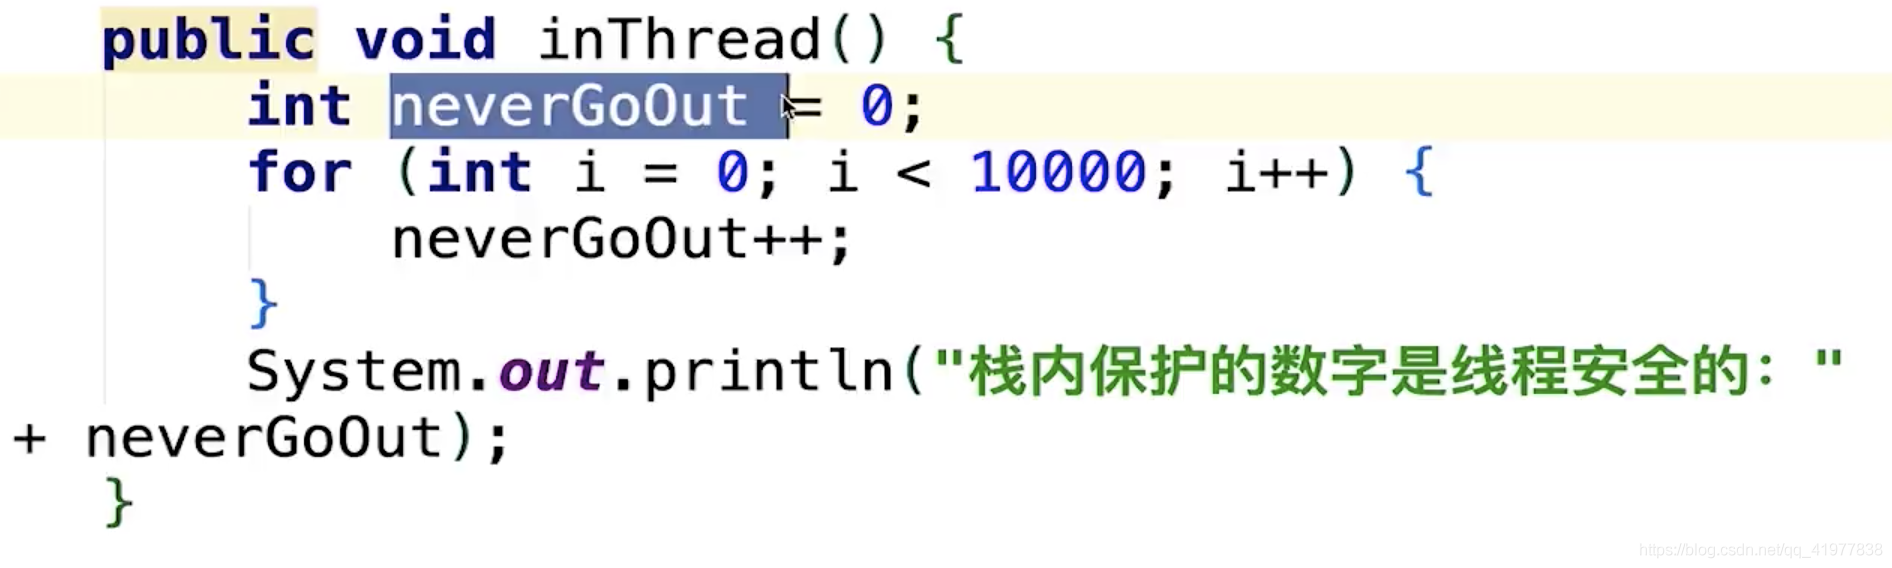 public void inThread() {
int neverGoOut = 0;
for (int i = 0; i < 10000; i++) {
neverGoOut++;
}
System.out.println("栈内保护的数字是线程安全的："
+ neverGoOut);
}
https://blog.csdn.net/qq_41977838